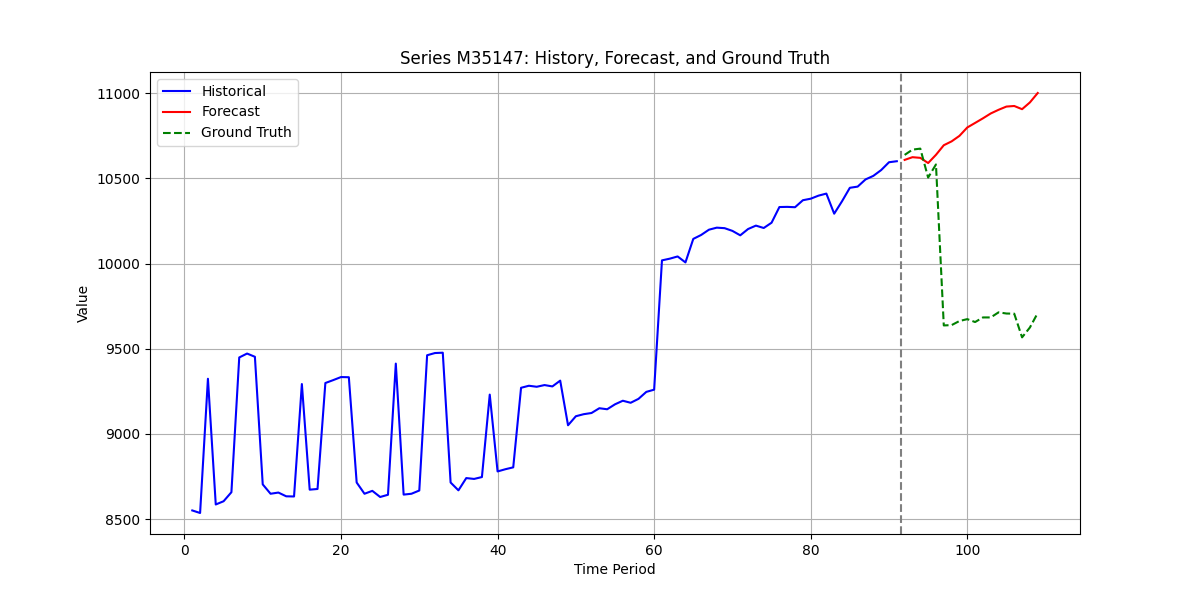 Series M35147: History, Forecast, and Ground Truth
Historical
Forecast
Ground Truth
11000
10500
10000
9500
9000
8500
Value
0
20
40
60
80
100
Time Period